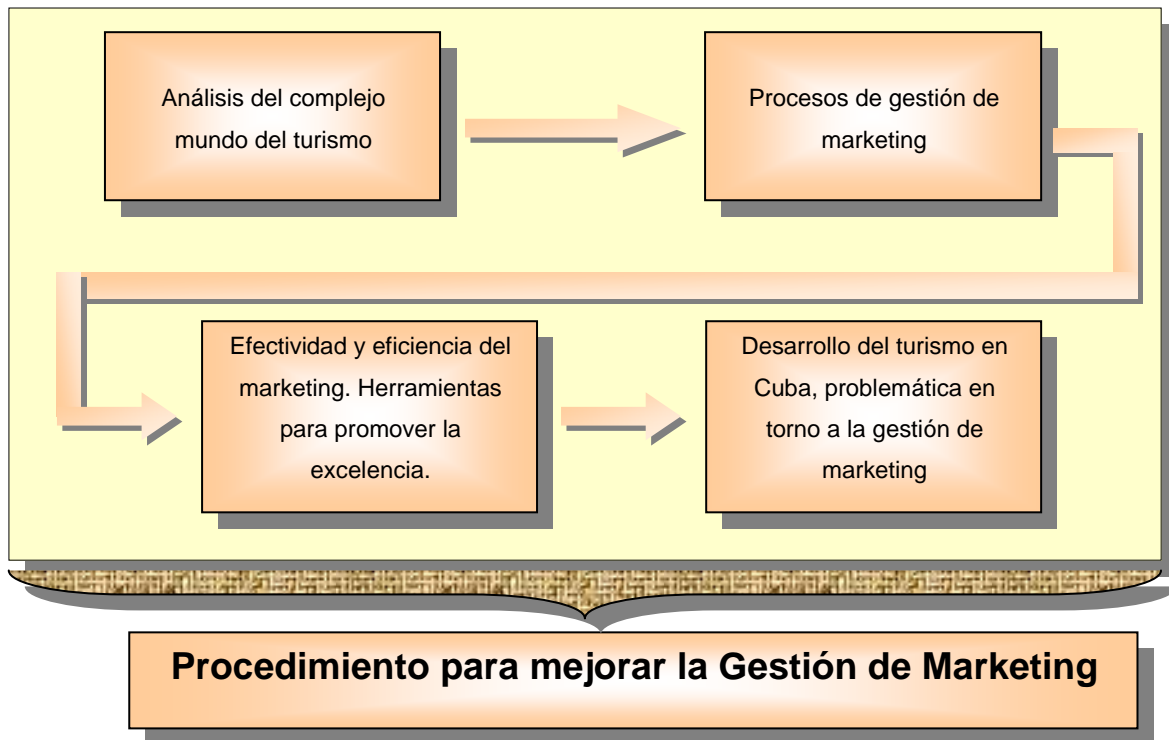 Análisis del complejo
mundo del turismo
Procesos de gestión de
marketing
Efectividad y eficiencia del
marketing. Herramientas
para promover la
excelencia.
Desarrollo del turismo en
Cuba, problemática en
torno a la gestión de
marketing
Procedimiento para mejorar la Gestión de Marketing